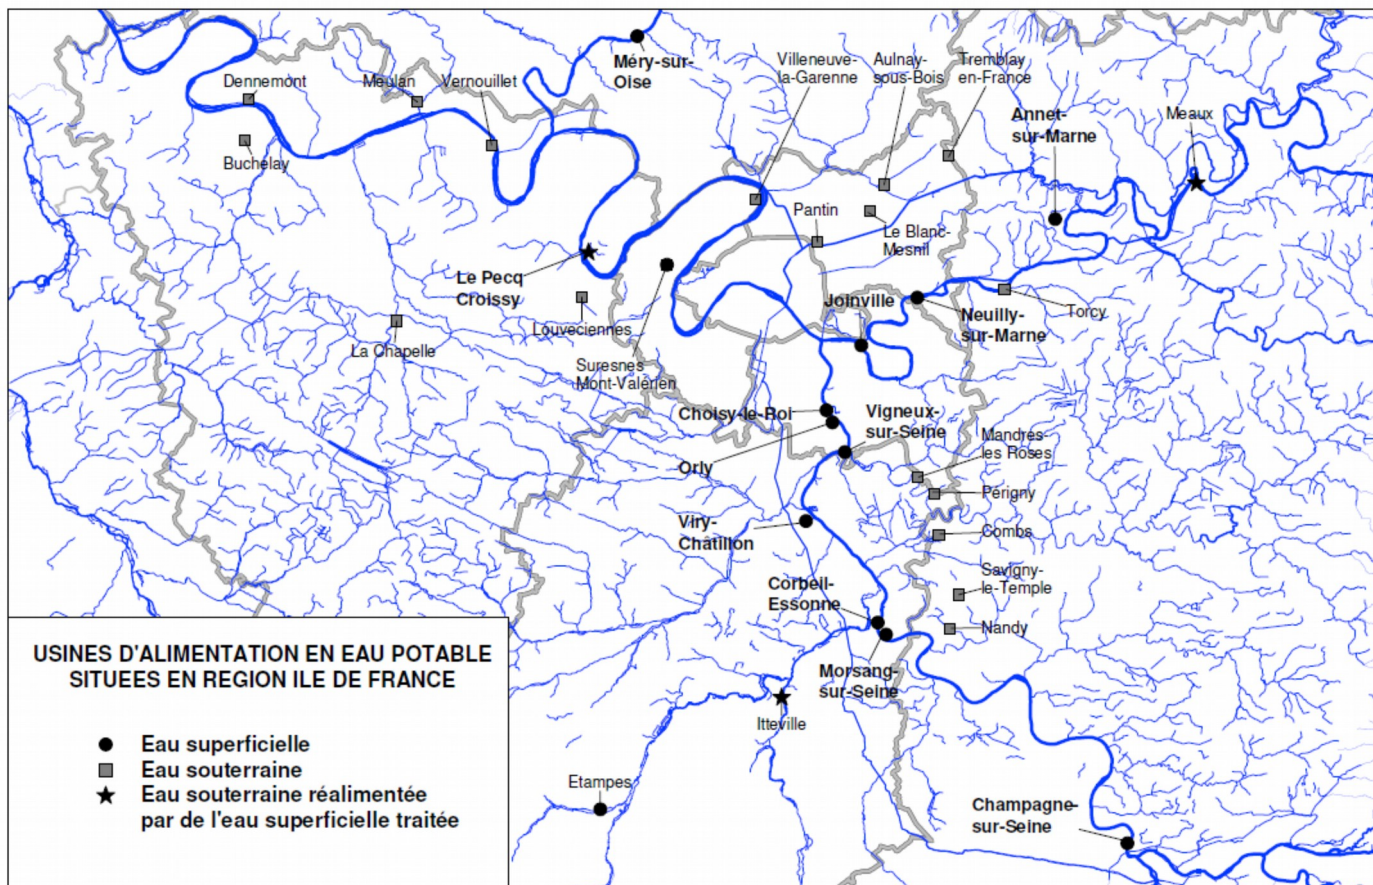 Méry-sur-
Oise
Villeneuve-
la-Garenne
Aulnay-
sous-Bois
Tremblay
en-France
Dennemont
Meulan
Vernouillet
Annet-
sur-Marne
Meaux
Buchelay
Pantin
Le Blanc-
Mesnil
Le Pecq
Croissy
Joinville
Neuilly-
sur-Marne
Torcy
Louveciennes
La Chapelle
Suresnes
Mont-Valérien
Choisy-le-Roi
Vigneux-
sur-Seine
Mandres-
les Roses
Orly
Périgny
Viry-
Châtillon
Combs
Corbeil-
Essonne
Savigny-
le-Temple
Nandy
Morsang-
sur-Seine
Itteville
Etampes
Champagne-
sur-Seine
USINES D'ALIMENTATION EN EAU POTABLE
SITUEES EN REGION ILE DE FRANCE
Eau superficielle
Eau souterraine
Eau souterraine réalimentée
par de l'eau superficielle traitée